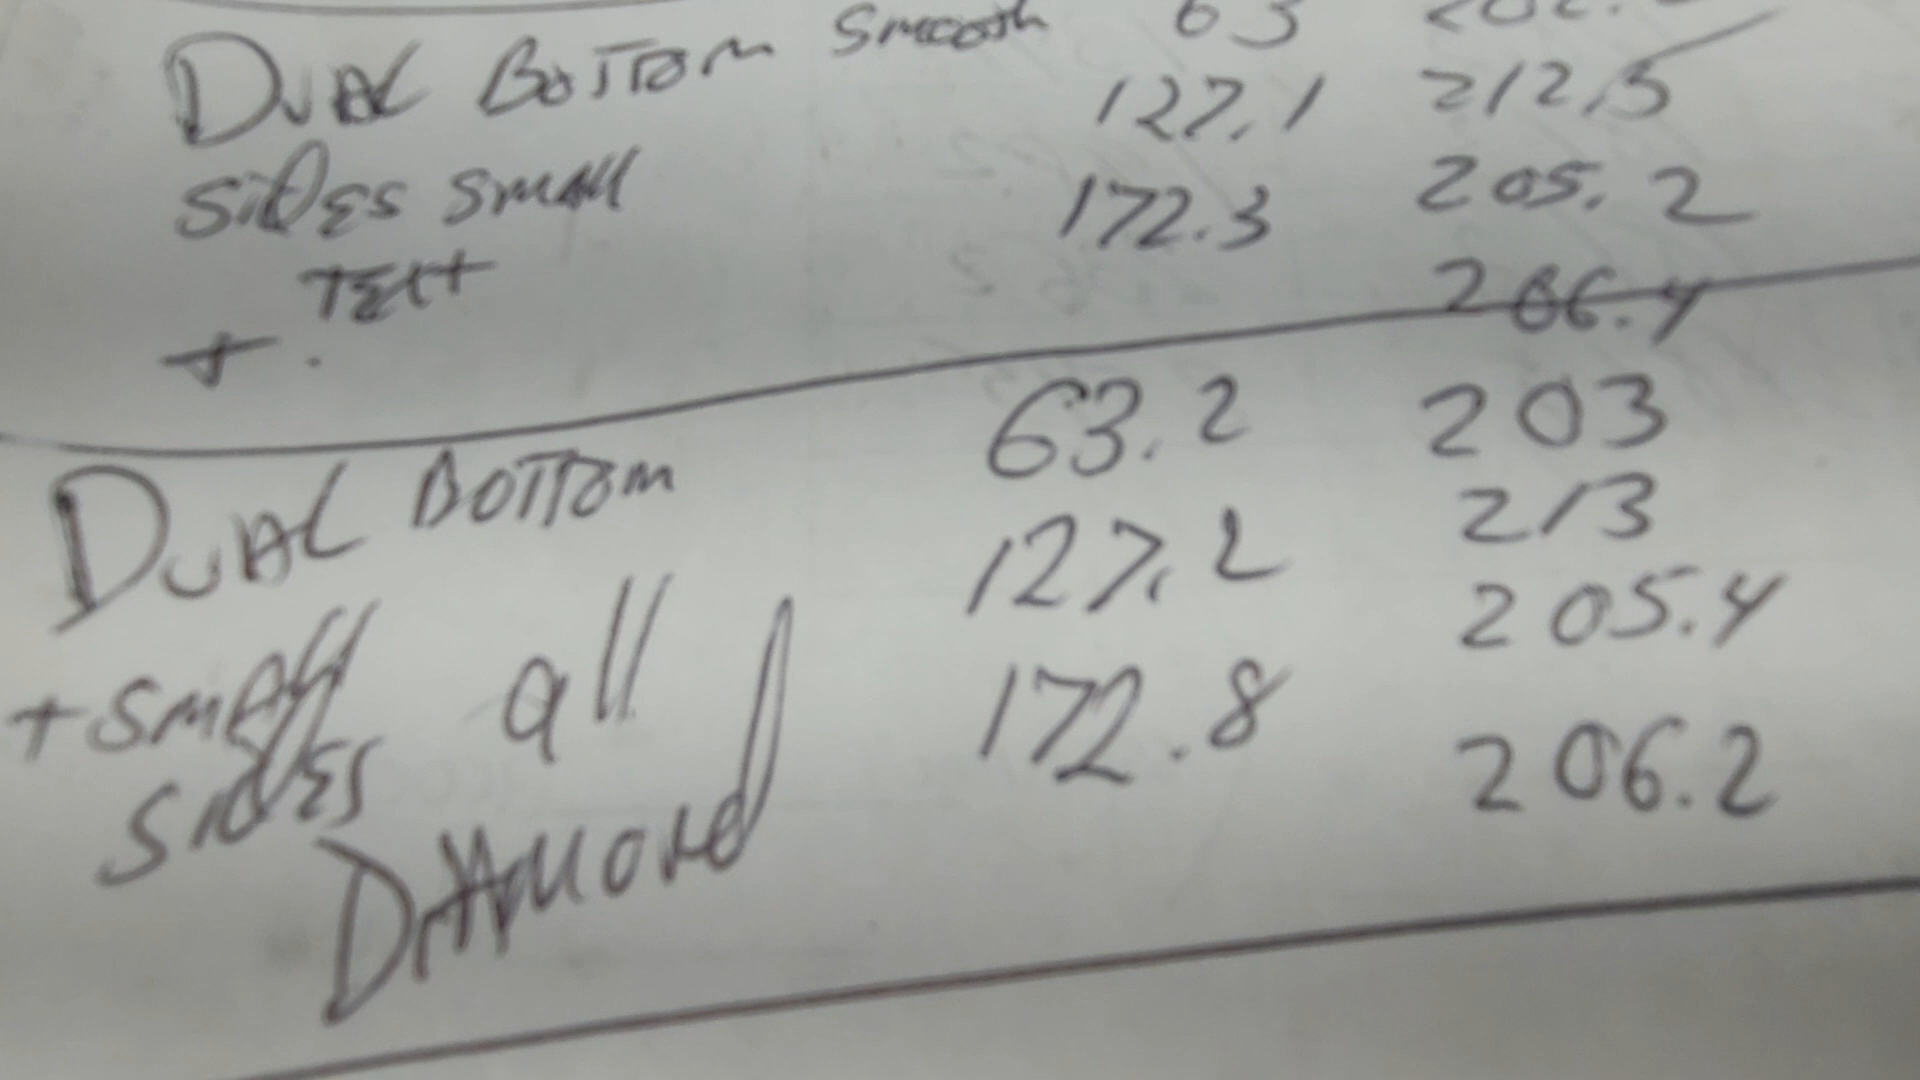 Dual Bottom Smooth 63
127.1 212.5
Sides Small 172.3 205.2
Text 206.4
+
Dual Bottom 63.2 203
127.2 213
+ Small all 172.8 205.4
Sides 206.2
Diamond